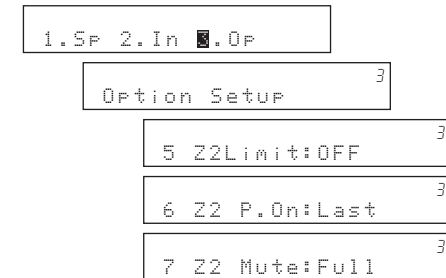 1.Sp 2.In 3.Op
3
Option Setup
3
5 Z2Limit:OFF
3
6 Z2 P.On:Last
3
7 Z2 Mute:Full